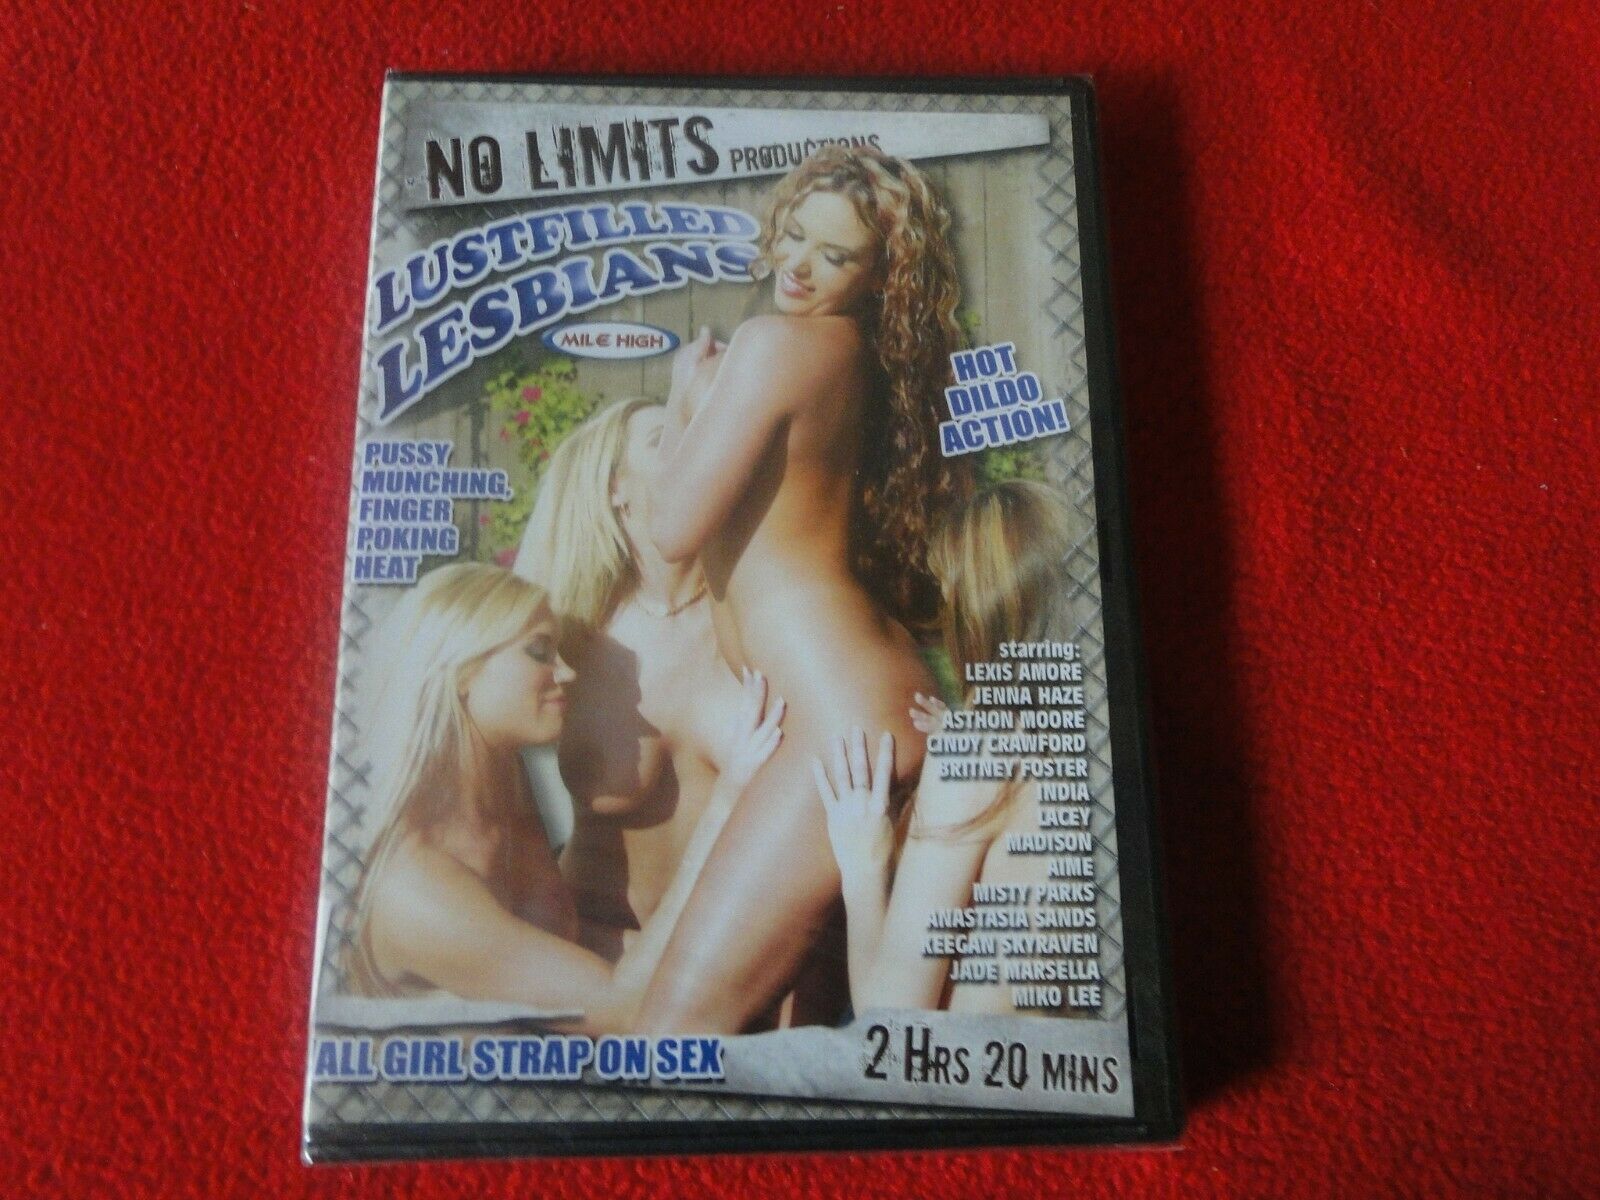 NO LIMITS PRODUCTIONS
LUSTFILLED
LESBIANS
MILE HIGH
HOT
DILDO
ACTION!
PUSSY
MUNCHING,
FINGER
POKING
HEAT
starring:
LEXIS AMORE
JENNA HAZE
ASTHON MOORE
CINDY CRAWFORD
BRITNEY FOSTER
INDIA
LACEY
MADISON
AIME
MISTY PARKS
ANASTASIA SANDS
KEEGAN SKYRAVEN
JADE MARSELLA
MIKO LEE
ALL GIRL STRAP ON SEX
2 HRS 20 MINS